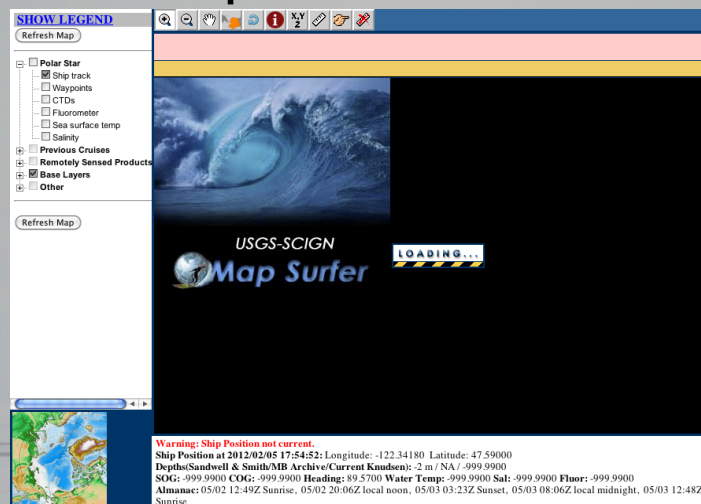 SHOW LEGEND
Refresh Map
Polar Star
Ship track
Waypoints
CTDs
Fluorometer
Sea surface temp
Salinity
Previous Cruises
Remotely Sensed Products
Base Layers
Other
Refresh Map
X,Y
Z
USGS-SCIGN
Map Surfer
LOADING...
Warning: Ship Position not current.
Ship Position at 2012/02/05 17:54:52: Longitude: -122.34180 Latitude: 47.59000
Depths(Sandwell & Smith/MB Archive/Current Knudsen): -2 m / NA / -999.9900
SOG: -999.9900 COG: -999.9900 Heading: 89.5700 Water Temp: -999.9900 Sal: -999.9900 Fluor: -999.9900
Almanac: 05/02 12:49Z Sunrise, 05/02 20:06Z local noon, 05/03 03:23Z Sunset, 05/03 08:06Z local midnight, 05/03 12:48Z
Sunrise